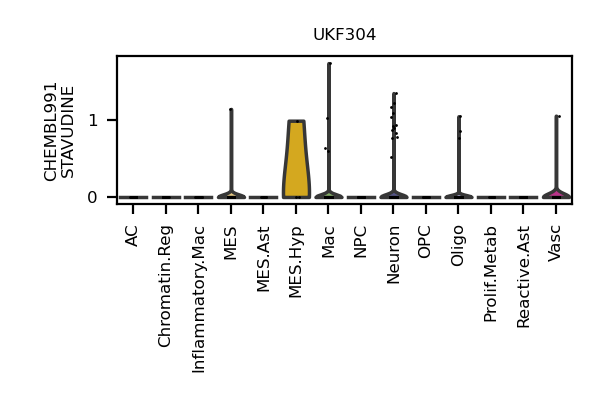 UKF304
CHEMBL991
STAVUDINE
1
0
AC
Chromatin.Reg
Inflammatory.Mac
MES
MES.Ast
MES.Hyp
Mac
NPC
Neuron
OPC
Oligo
Prolif.Metab
Reactive.Ast
Vasc